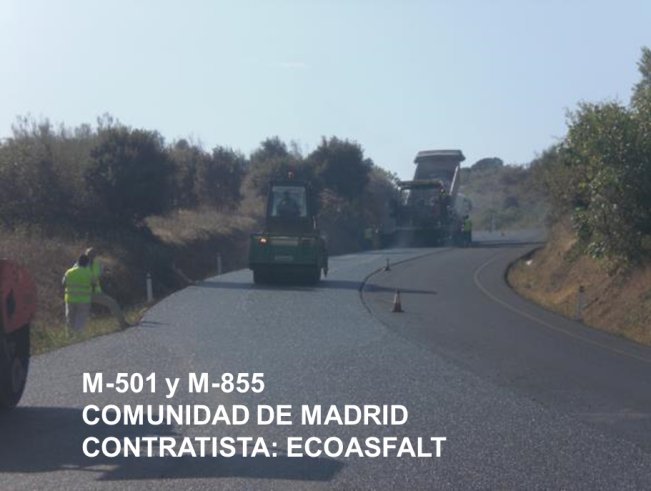 M-501 y M-855
COMUNIDAD DE MADRID
CONTRATISTA: ECOASFALT